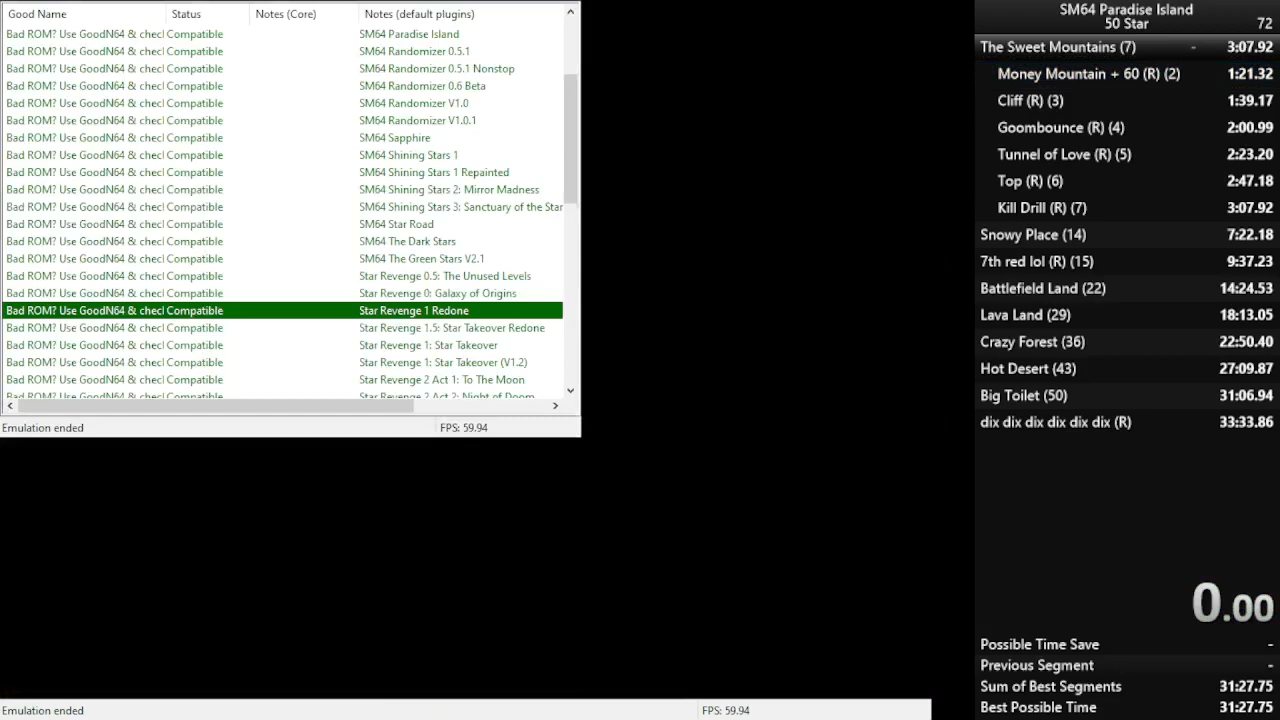 Good Name Status Notes (Core) Notes (default plugins)
Bad ROM? Use GoodN64 & checl Compatible SM64 Paradise Island
Bad ROM? Use GoodN64 & checl Compatible SM64 Randomizer 0.5.1
Bad ROM? Use GoodN64 & checl Compatible SM64 Randomizer 0.5.1 Nonstop
Bad ROM? Use GoodN64 & checl Compatible SM64 Randomizer 0.6 Beta
Bad ROM? Use GoodN64 & checl Compatible SM64 Randomizer V1.0
Bad ROM? Use GoodN64 & checl Compatible SM64 Randomizer V1.0.1
Bad ROM? Use GoodN64 & checl Compatible SM64 Sapphire
Bad ROM? Use GoodN64 & checl Compatible SM64 Shining Stars 1
Bad ROM? Use GoodN64 & checl Compatible SM64 Shining Stars 1 Repainted
Bad ROM? Use GoodN64 & checl Compatible SM64 Shining Stars 2: Mirror Madness
Bad ROM? Use GoodN64 & checl Compatible SM64 Shining Stars 3: Sanctuary of the Star
Bad ROM? Use GoodN64 & checl Compatible SM64 Star Road
Bad ROM? Use GoodN64 & checl Compatible SM64 The Dark Stars
Bad ROM? Use GoodN64 & checl Compatible SM64 The Green Stars V2.1
Bad ROM? Use GoodN64 & checl Compatible Star Revenge 0.5: The Unused Levels
Bad ROM? Use GoodN64 & checl Compatible Star Revenge 0: Galaxy of Origins
Bad ROM? Use GoodN64 & checl Compatible Star Revenge 1 Redone
Bad ROM? Use GoodN64 & checl Compatible Star Revenge 1.5: Star Takeover Redone
Bad ROM? Use GoodN64 & checl Compatible Star Revenge 1: Star Takeover
Bad ROM? Use GoodN64 & checl Compatible Star Revenge 1: Star Takeover (V1.2)
Bad ROM? Use GoodN64 & checl Compatible Star Revenge 2 Act 1: To The Moon
Bad ROM? Use GoodN64 & checl Compatible Star Revenge 2 Act 2: Night of Doom
Emulation ended FPS: 59.94
SM64 Paradise Island
50 Star 72
The Sweet Mountains (7) - 3:07.92
Money Mountain + 60 (R) (2) 1:21.32
Cliff (R) (3) 1:39.17
Goombounce (R) (4) 2:00.99
Tunnel of Love (R) (5) 2:23.20
Top (R) (6) 2:47.18
Kill Drill (R) (7) 3:07.92
Snowy Place (14) 7:22.18
7th red lol (R) (15) 9:37.23
Battlefield Land (22) 14:24.53
Lava Land (29) 18:13.05
Crazy Forest (36) 22:50.40
Hot Desert (43) 27:09.87
Big Toilet (50) 31:06.94
dix dix dix dix dix dix (R) 33:33.86
0.00
Possible Time Save -
Previous Segment -
Sum of Best Segments 31:27.75
Best Possible Time 31:27.75
Emulation ended FPS: 59.94